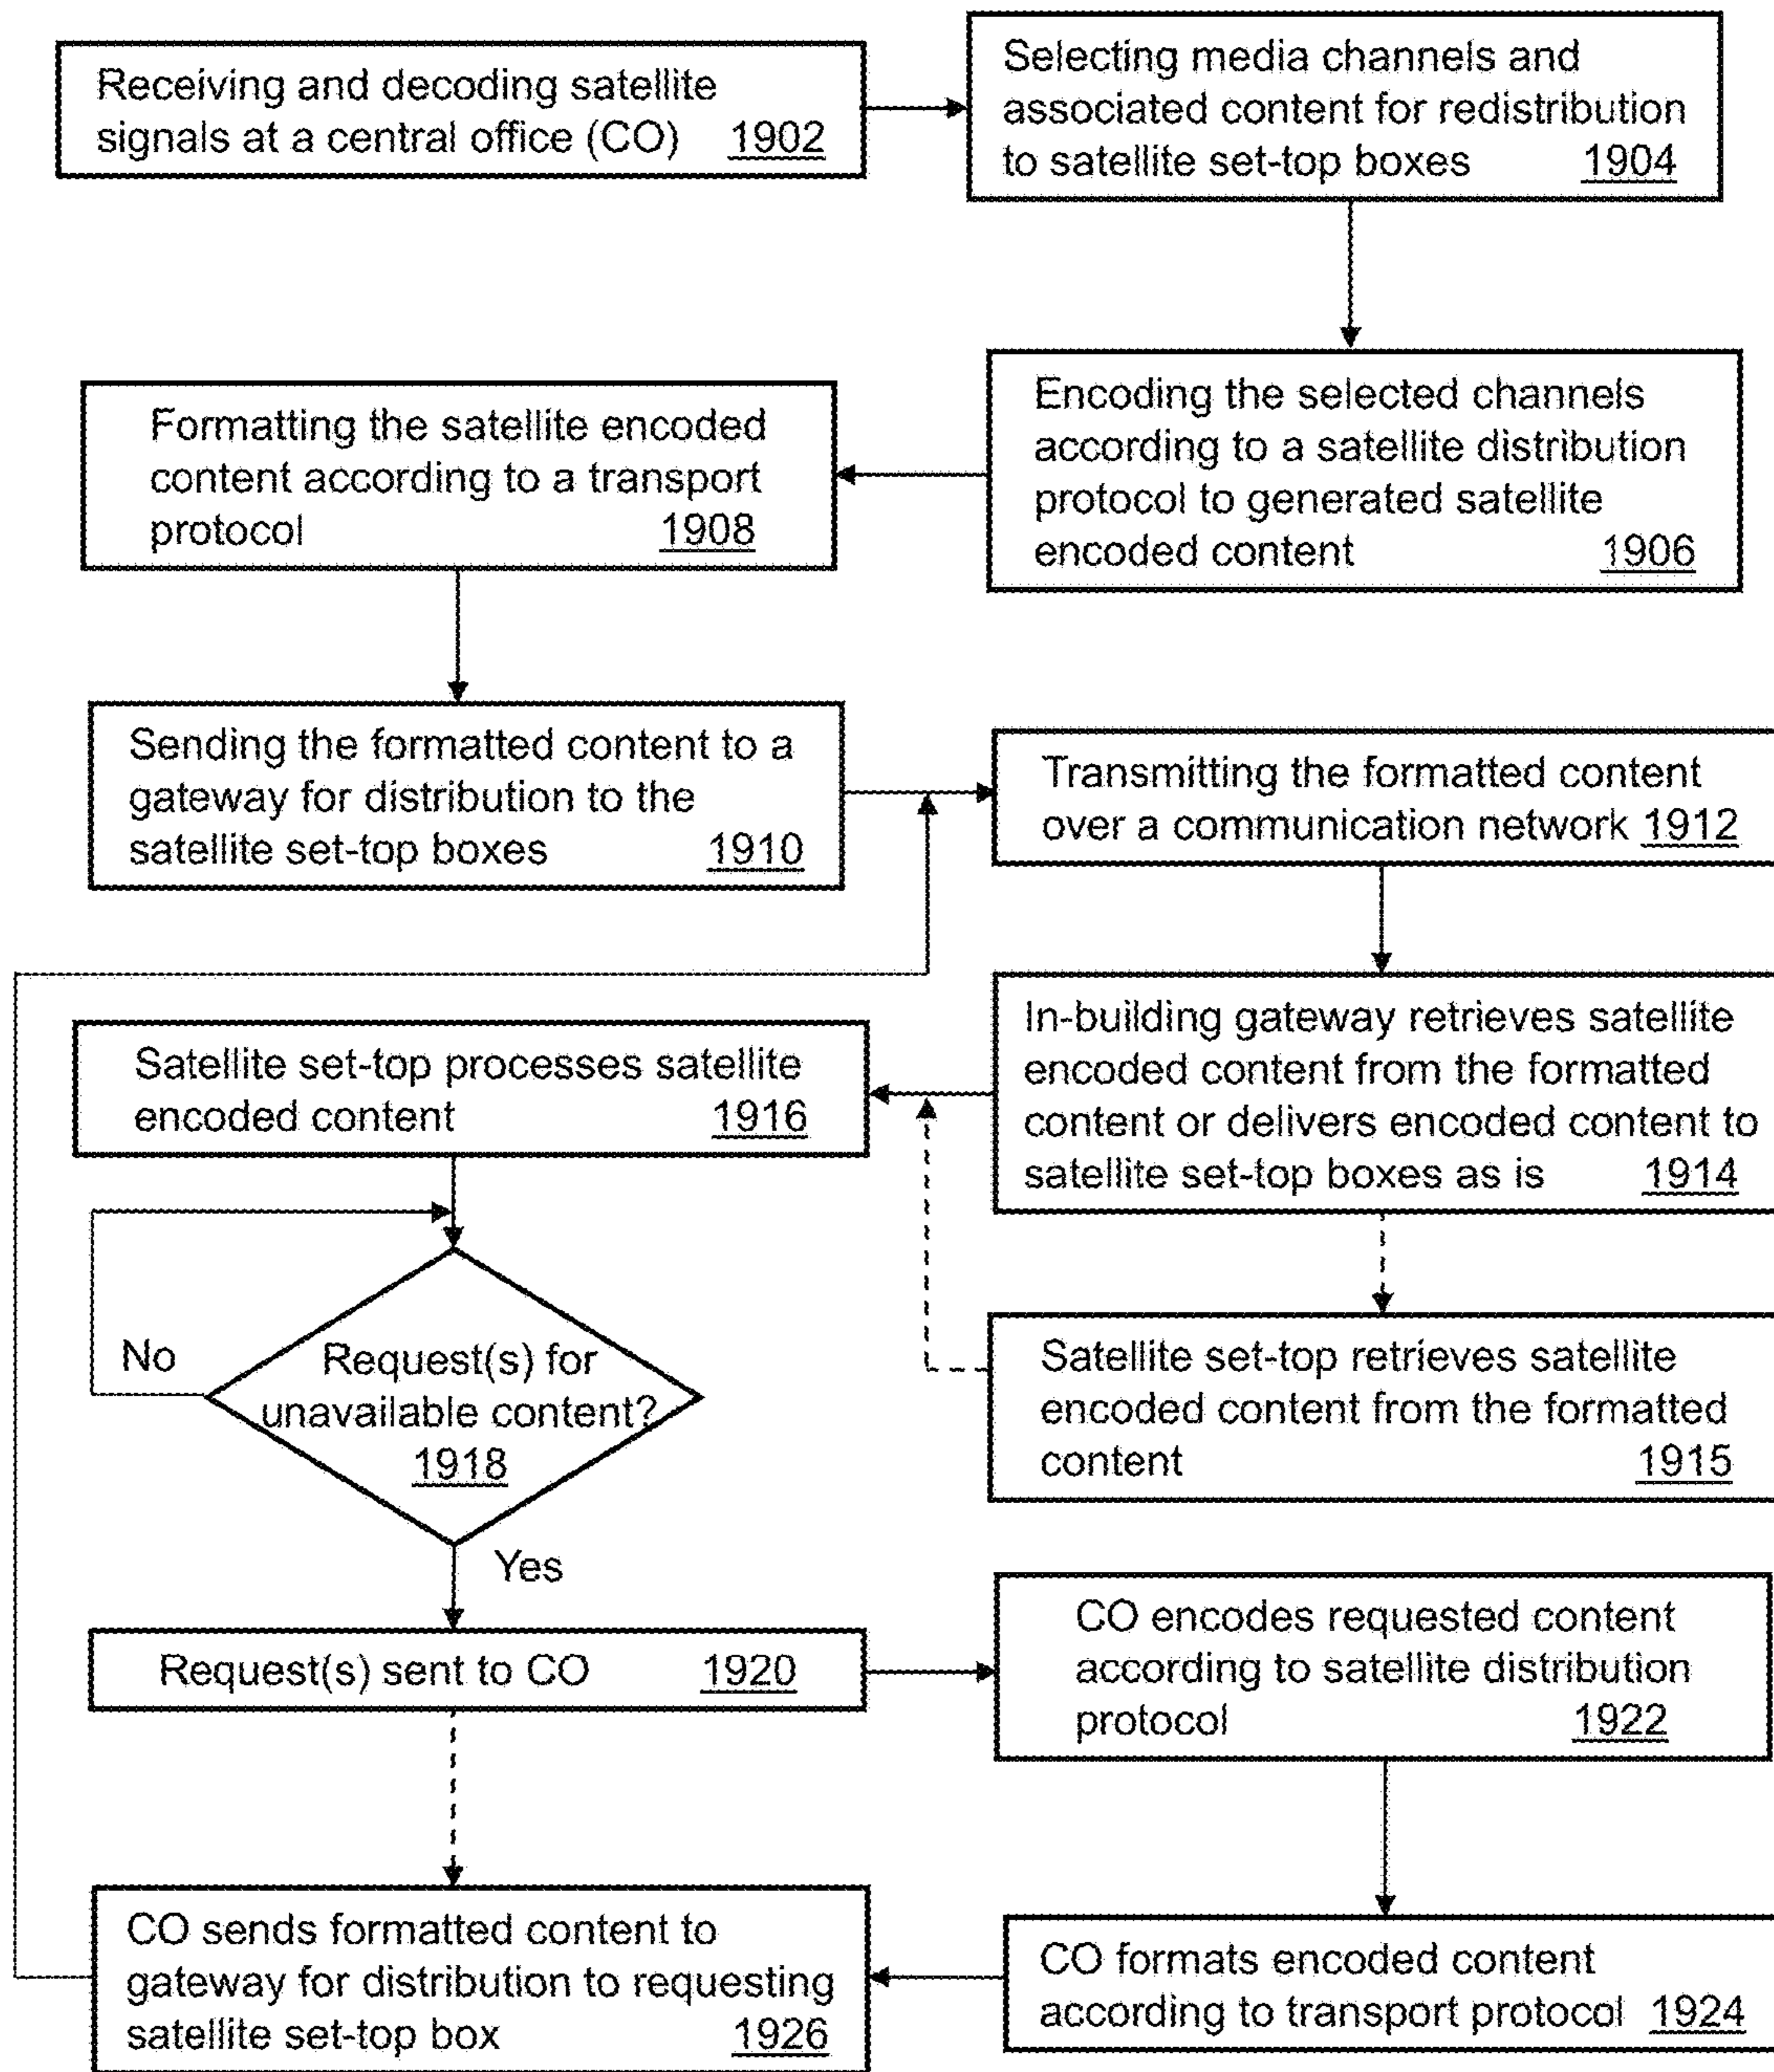 Receiving and decoding satellite
signals at a central office (CO) 1902
Selecting media channels and
associated content for redistribution
to satellite set-top boxes 1904
Encoding the selected channels
according to a satellite distribution
protocol to generated satellite
encoded content 1906
Formatting the satellite encoded
content according to a transport
protocol 1908
Sending the formatted content to a
gateway for distribution to the
satellite set-top boxes 1910
Transmitting the formatted content
over a communication network 1912
In-building gateway retrieves satellite
encoded content from the formatted
content or delivers encoded content to
satellite set-top boxes as is 1914
Satellite set-top retrieves satellite
encoded content from the formatted
content 1915
Satellite set-top processes satellite
encoded content 1916
No
Request(s) for
unavailable content?
1918
Yes
Request(s) sent to CO 1920
CO encodes requested content
according to satellite distribution
protocol 1922
CO formats encoded content
according to transport protocol 1924
CO sends formatted content to
gateway for distribution to requesting
satellite set-top box 1926